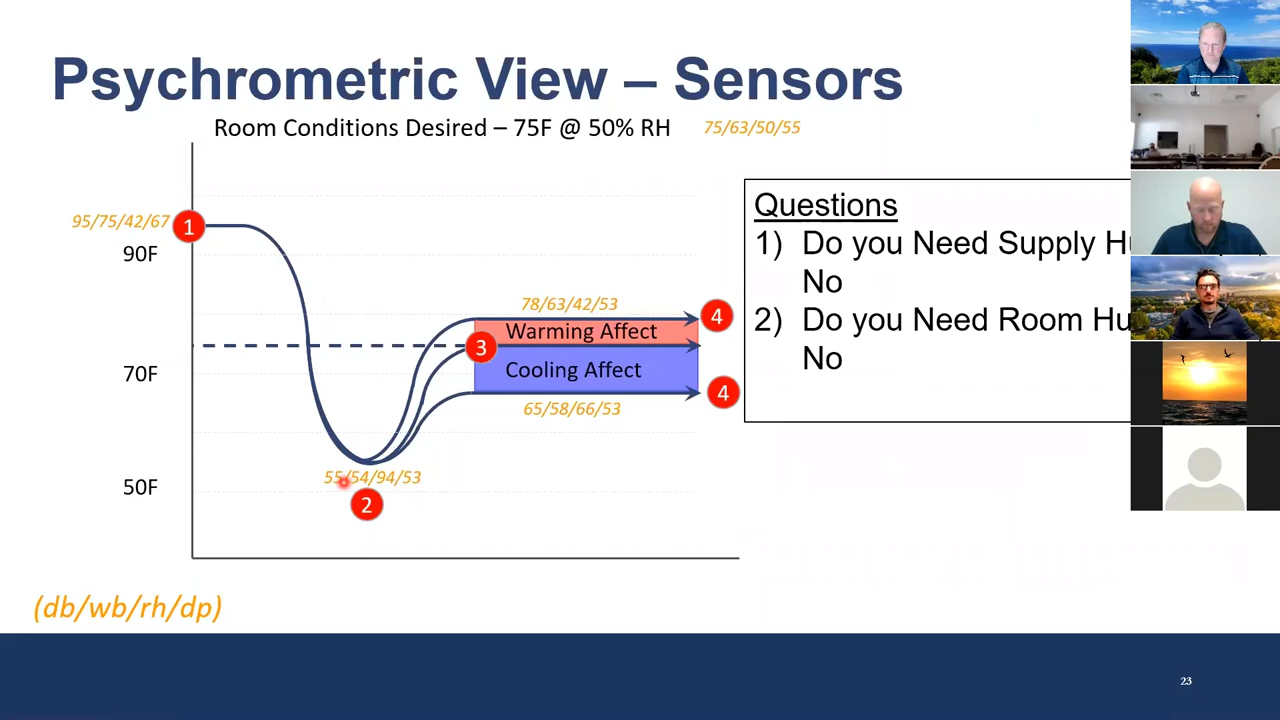 Psychrometric View – Sensors
Room Conditions Desired – 75F @ 50% RH
75/63/50/55
95/75/42/67
1
90F
70F
50F
78/63/42/53
Warming Affect
4
3
Cooling Affect
4
65/58/66/53
55/54/94/53
2
Questions
1) Do you Need Supply
No
2) Do you Need Room
No
(db/wb/rh/dp)
23